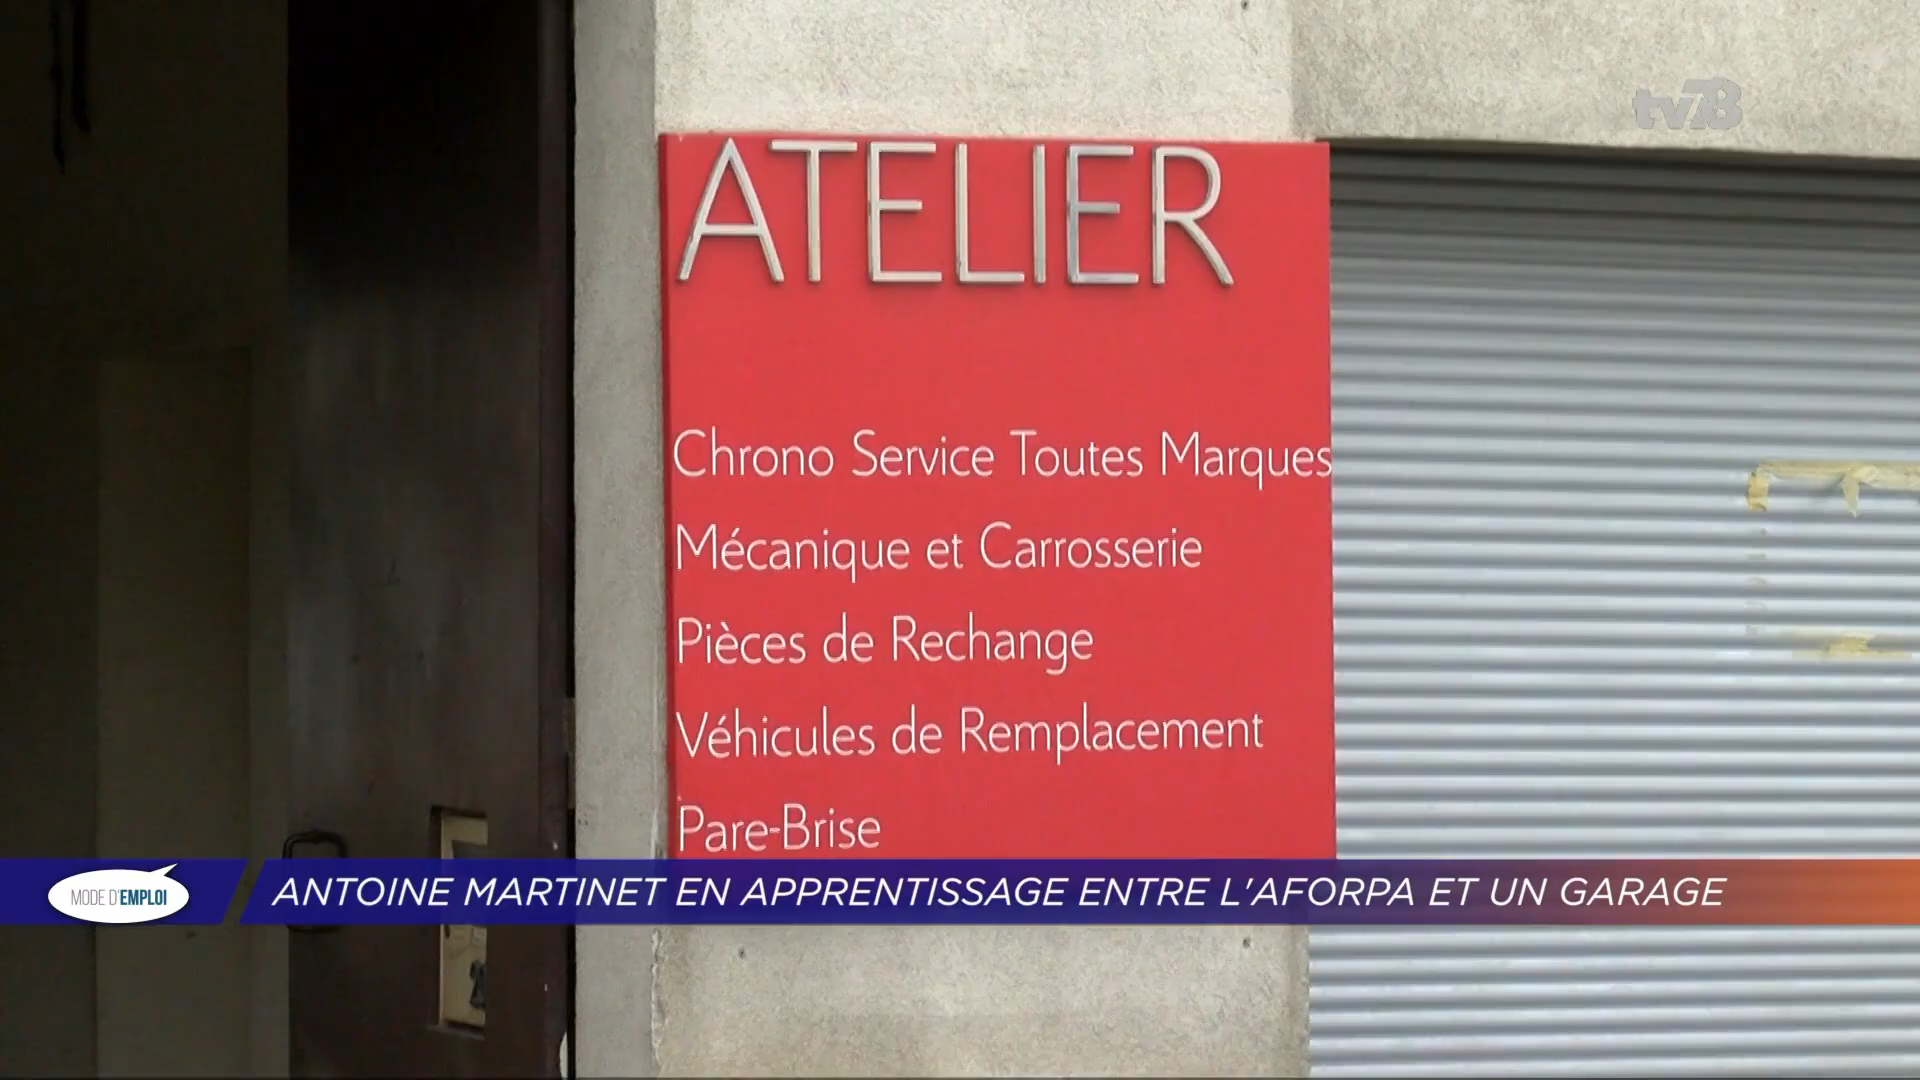 tv78
ATELIER
Chrono Service Toutes Marques
Mécanique et Carrosserie
Pièces de Rechange
Véhicules de Remplacement
Pare-Brise
MODE D'EMPLOI
ANTOINE MARTINET EN APPRENTISSAGE ENTRE L'AFORPA ET UN GARAGE